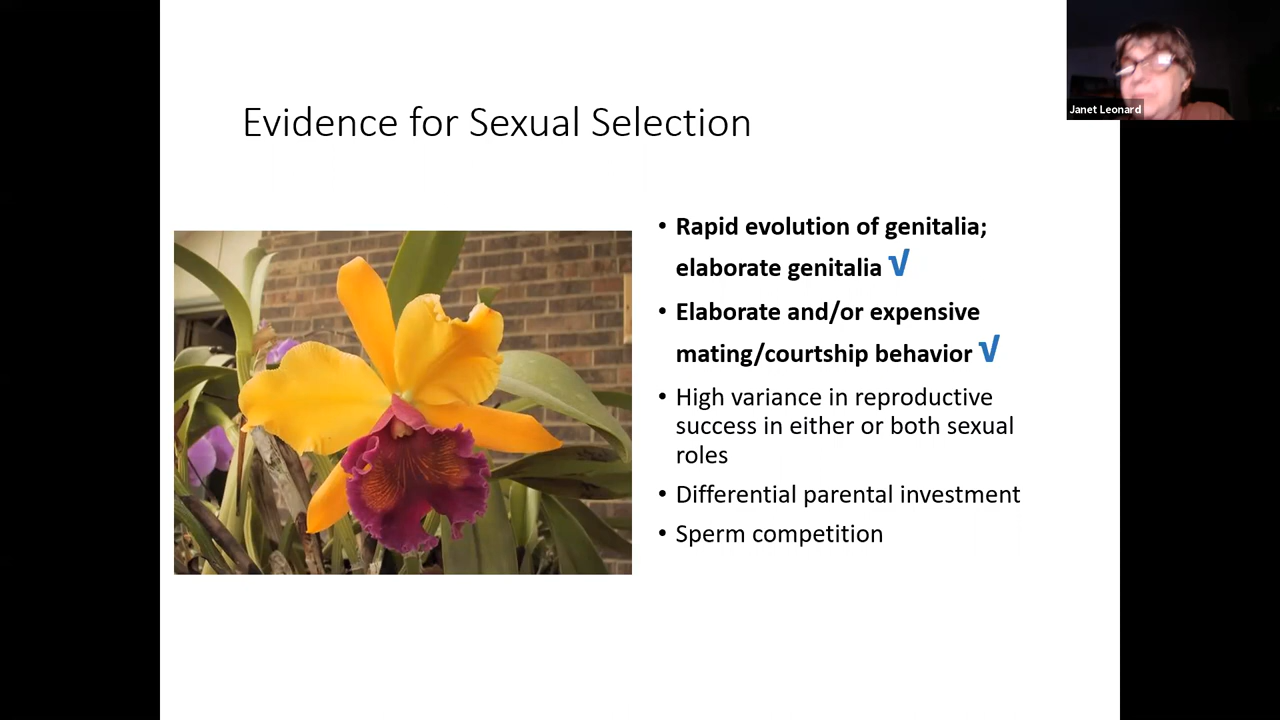 Janet Leonard
Evidence for Sexual Selection
• Rapid evolution of genitalia;
elaborate genitalia √
• Elaborate and/or expensive
mating/courtship behavior √
• High variance in reproductive
success in either or both sexual
roles
• Differential parental investment
• Sperm competition